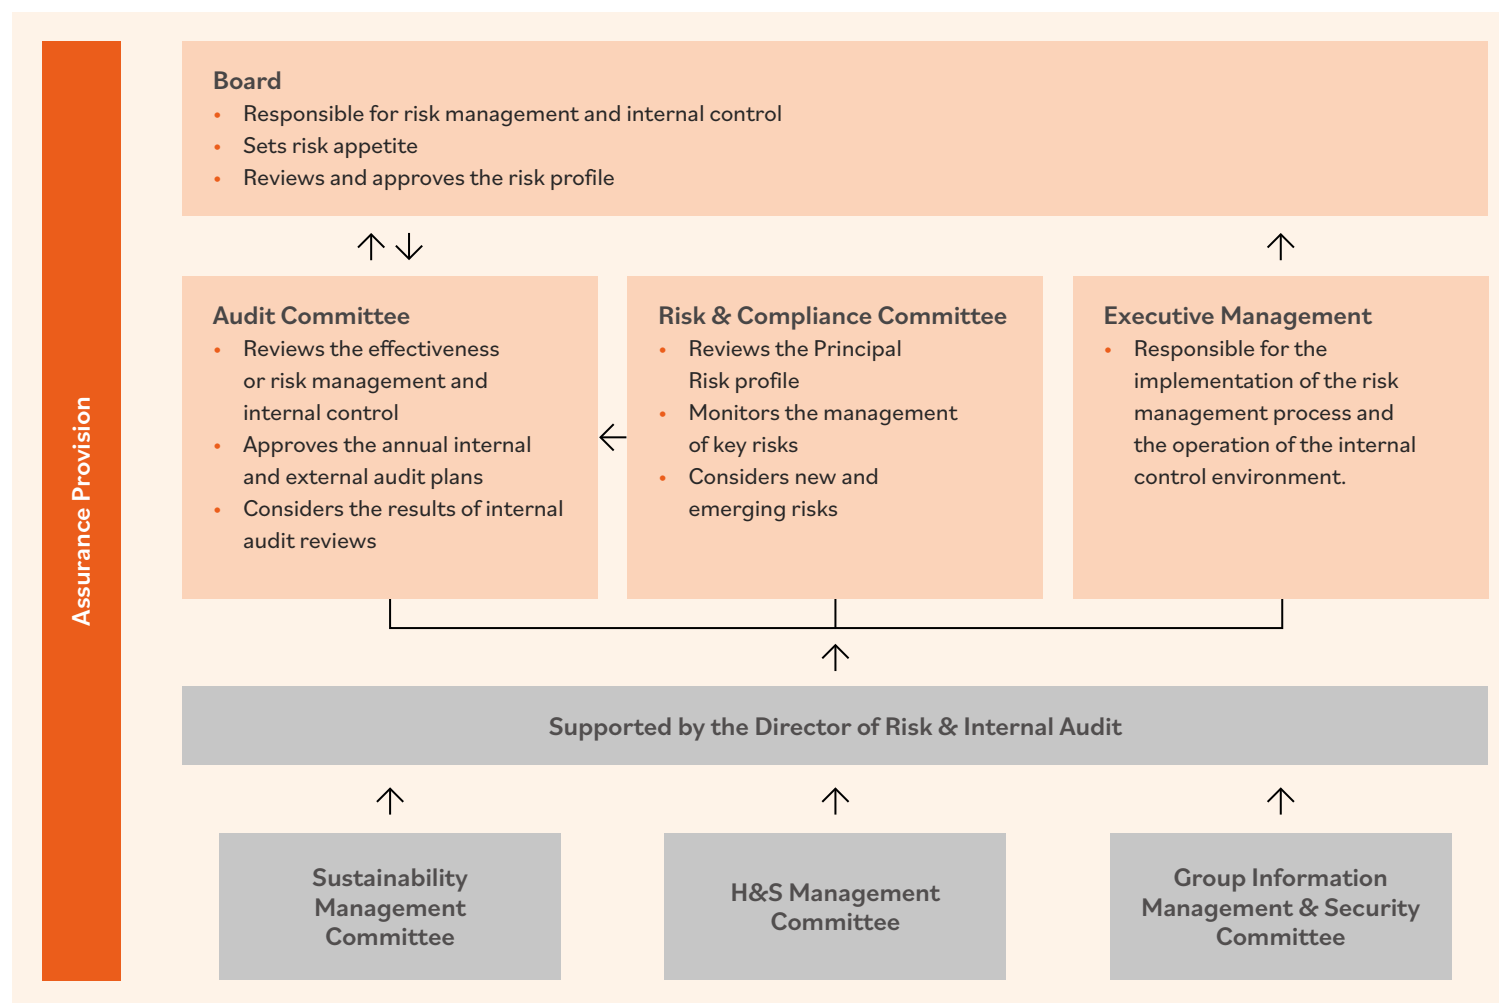 Assurance Provision
Board
• Responsible for risk management and internal control
• Sets risk appetite
• Reviews and approves the risk profile
Audit Committee
• Reviews the effectiveness
or risk management and
internal control
• Approves the annual internal
and external audit plans
• Considers the results of internal
audit reviews
Risk & Compliance Committee
• Reviews the Principal
Risk profile
• Monitors the management
of key risks
• Considers new and
emerging risks
Executive Management
• Responsible for the
implementation of the risk
management process and
the operation of the internal
control environment.
Supported by the Director of Risk & Internal Audit
Sustainability
Management
Committee
H&S Management
Committee
Group Information
Management & Security
Committee